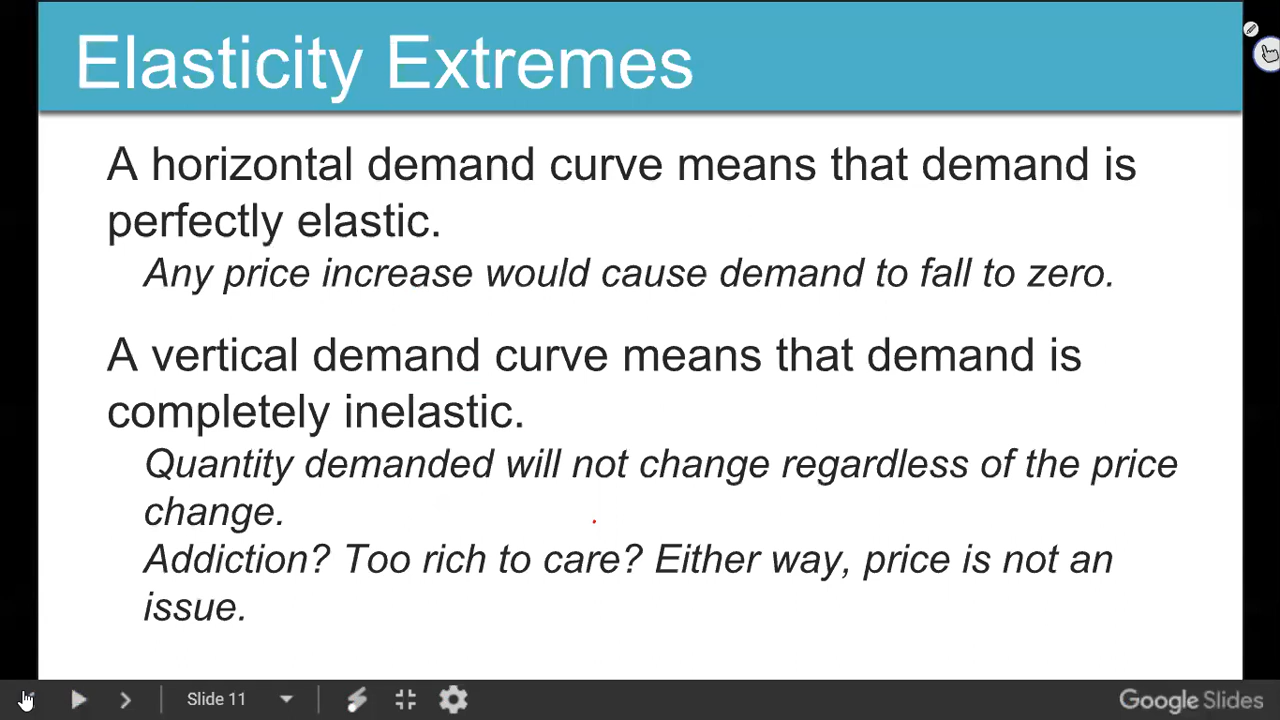 Elasticity Extremes
A horizontal demand curve means that demand is
perfectly elastic.
Any price increase would cause demand to fall to zero.
A vertical demand curve means that demand is
completely inelastic.
Quantity demanded will not change regardless of the price
change.
Addiction? Too rich to care? Either way, price is not an
issue.
Slide 11
Google Slides